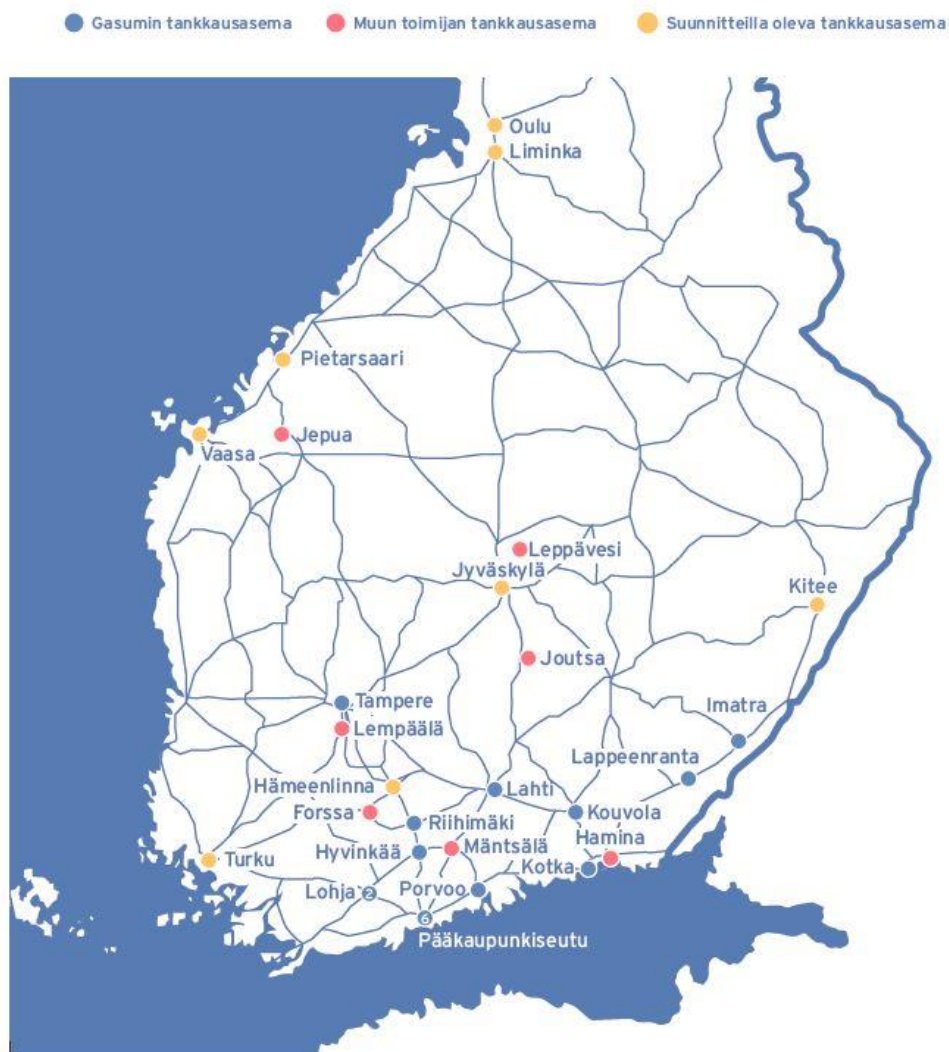 Gasumin tankkausasema
Muun toimijan tankkausasema
Suunnitteilla oleva tankkausasema
Oulu
Liminka
Pietarsaari
Jepua
Vaasa
Leppävesi
Jyväskylä
Kitee
Joutsa
Tampere
Imatra
Lempäälä
Lappeenranta
Hämeenlinna
Lahti
Forssa
Kouvola
Riihimäki
Hamina
Hyvinkää
Mäntsälä
Turku
Kotka
Lohja 2
Porvoo
6
Pääkaupunkiseutu